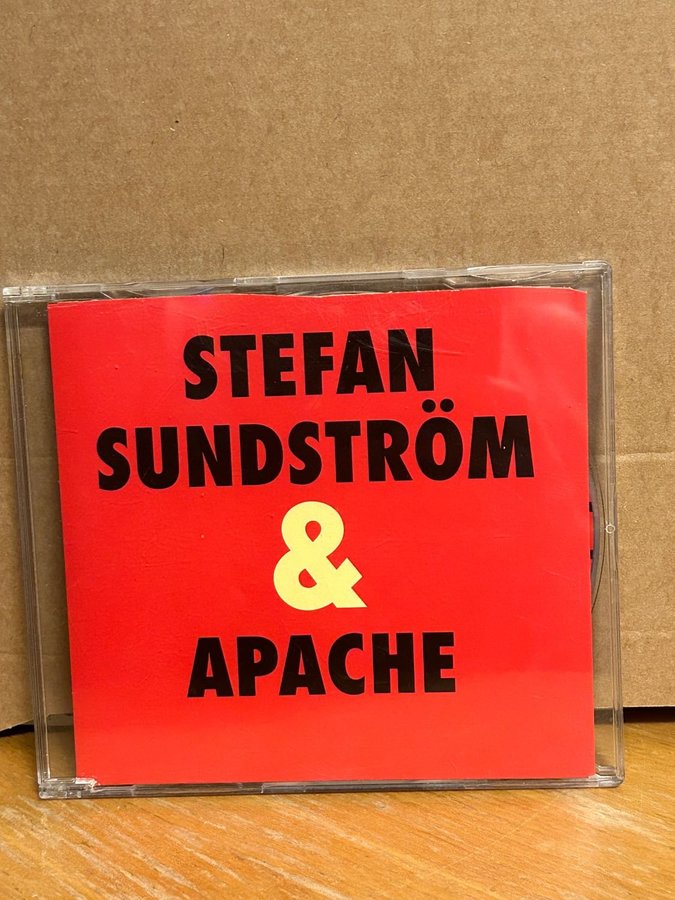 STEFAN
SUNDSTRÖM
&
APACHE